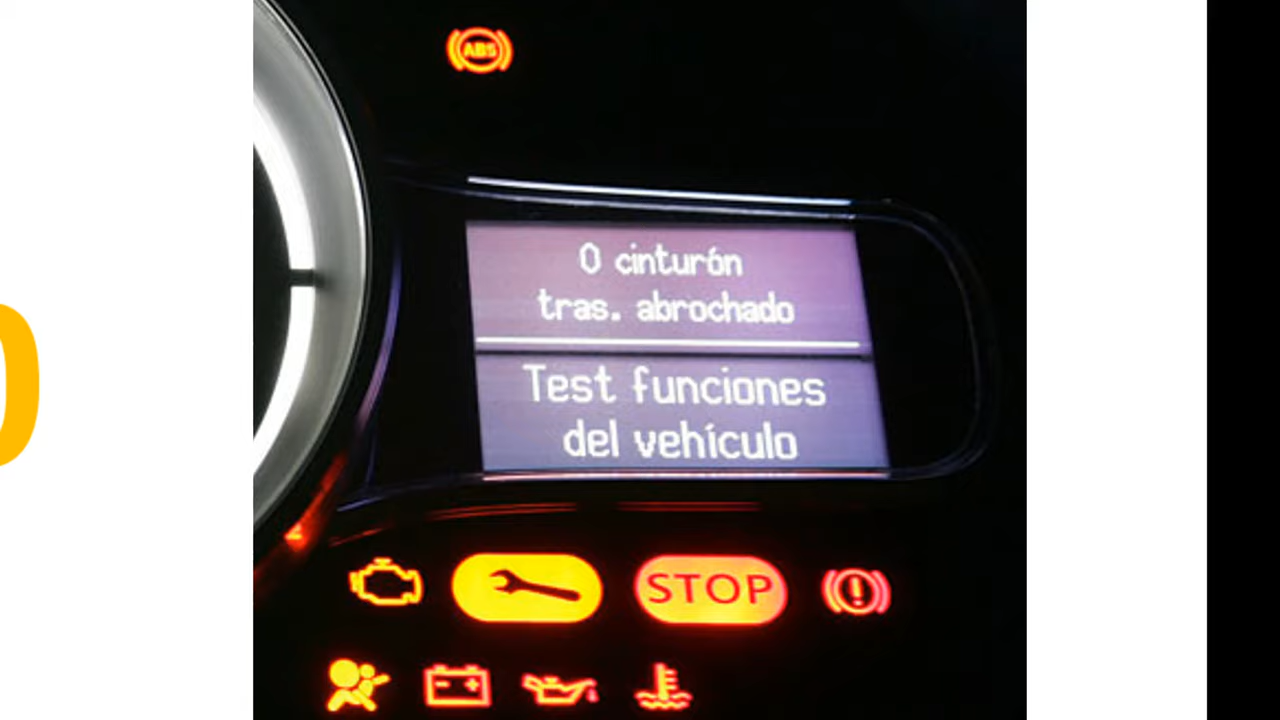 ABS
0 cinturón
tras. abrochado
Test funciones
del vehículo
STOP